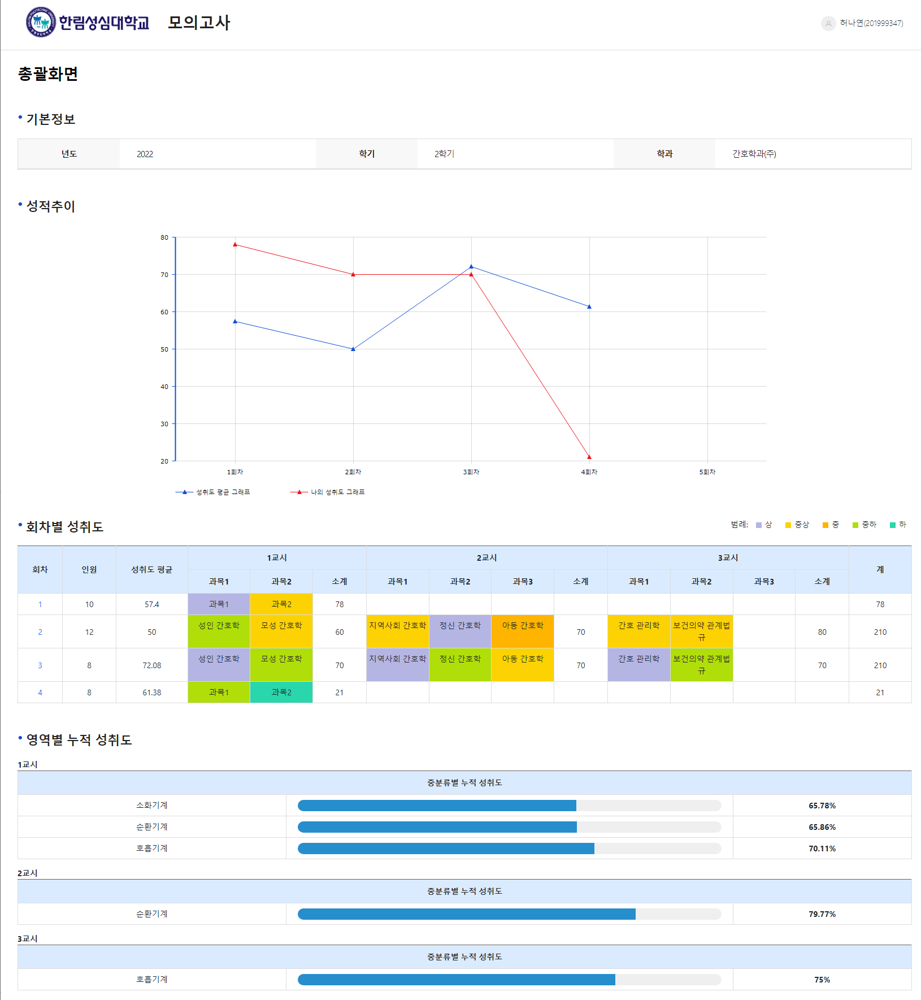 한림성심대학교 모의고사 허나연(201999347)
총괄화면
기본정보
년도 2022 학기 2학기 학과 간호학과(주)
성적추이
80
70
60
50
40
30
20
1회차 2회차 3회차 4회차 5회차
성취도 평균 그래프 나의 성취도 그래프
회차별 성취도 범례: 상 중상 중 중하 하
회차 인원 성취도 평균 1교시 2교시 3교시 계
과목1 과목2 소계 과목1 과목2 과목3 소계 과목1 과목2 과목3 소계
1 10 57.4 과목1 과목2 78 78
2 12 50 성인 간호학 모성 간호학 60 지역사회 간호학 정신 간호학 아동 간호학 70 간호 관리학 보건의약 관계법규 80 210
3 8 72.08 성인 간호학 모성 간호학 70 지역사회 간호학 정신 간호학 아동 간호학 70 간호 관리학 보건의약 관계법규 70 210
4 8 61.38 과목1 과목2 21 21
영역별 누적 성취도
1교시
중분류별 누적 성취도
소화기계 65.78%
순환기계 65.86%
호흡기계 70.11%
2교시
중분류별 누적 성취도
순환기계 79.77%
3교시
중분류별 누적 성취도
호흡기계 75%